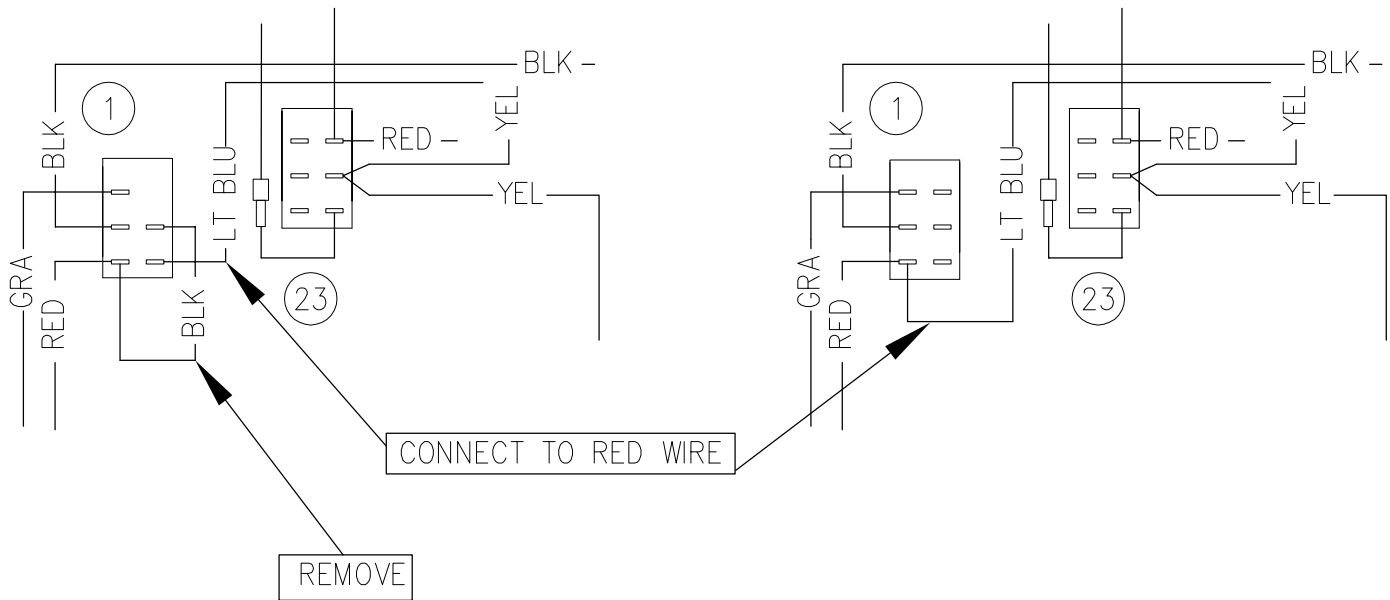 BLK -
1
BLK
YEL
RED -
LT BLU
YEL
GRA
RED
BLK
23
BLK -
1
BLK
YEL
RED -
LT BLU
YEL
GRA
RED
23
CONNECT TO RED WIRE
REMOVE